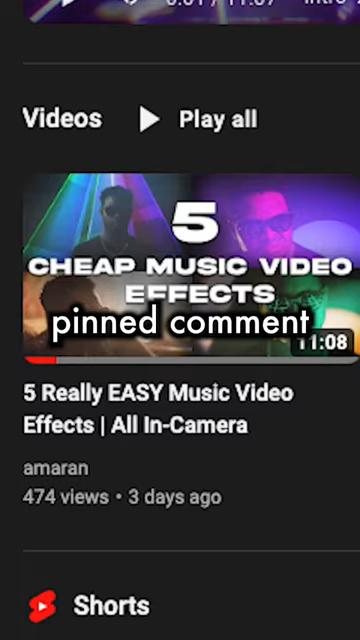 Videos
Play all
5
CHEAP MUSIC VIDEO
EFFECTS
pinned comment
11:08
5 Really EASY Music Video
Effects | All In-Camera
amaran
474 views • 3 days ago
Shorts